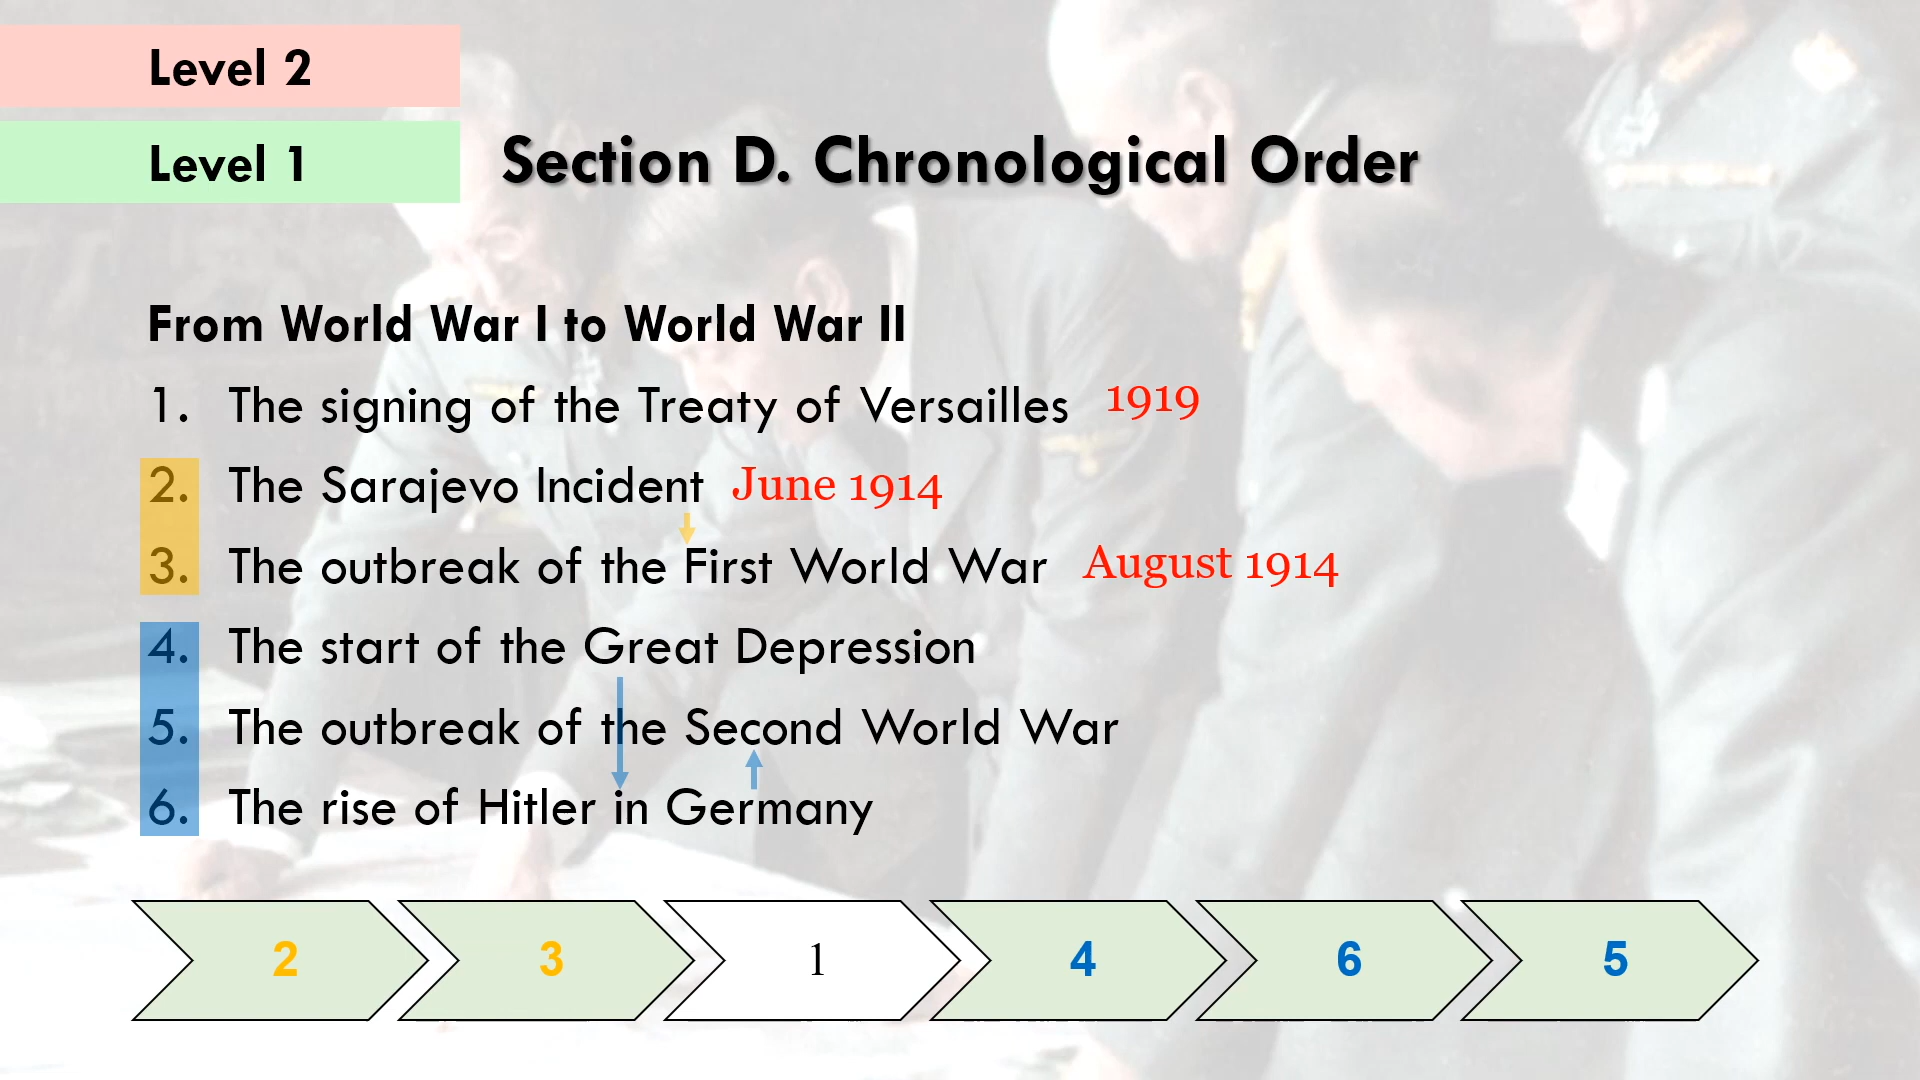 Level 2
Level 1
Section D. Chronological Order
From World War I to World War II
1. The signing of the Treaty of Versailles 1919
2. The Sarajevo Incident June 1914
3. The outbreak of the First World War August 1914
4. The start of the Great Depression
5. The outbreak of the Second World War
6. The rise of Hitler in Germany
2 3 1 4 6 5